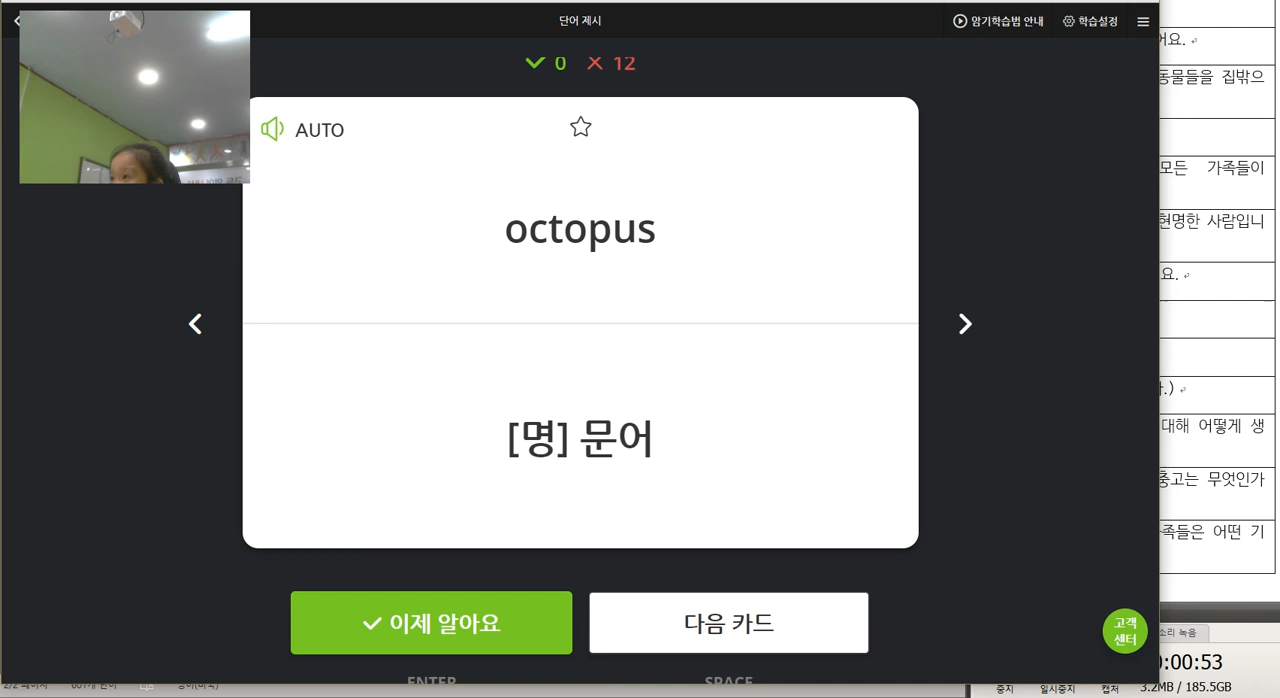 단어 제시
암기학습법 안내
학습설정
0
12
AUTO
octopus
[명] 문어
이제 알아요
다음 카드
고객
센터
ENTER
SPACE
어요.
동물들을 집밖으
모든 가족들이
현명한 사람입니
요.
대해 어떻게 생
충고는 무엇인가
족들은 어떤 기
소리 녹음
:00:53
중지 일시중지 캡처 3.2MB / 185.5GB